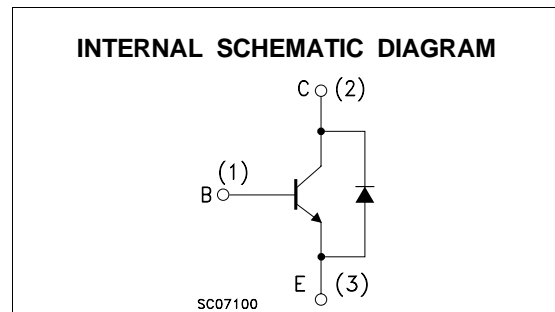 INTERNAL SCHEMATIC DIAGRAM
C (2)
(1)
B
E (3)
SC07100